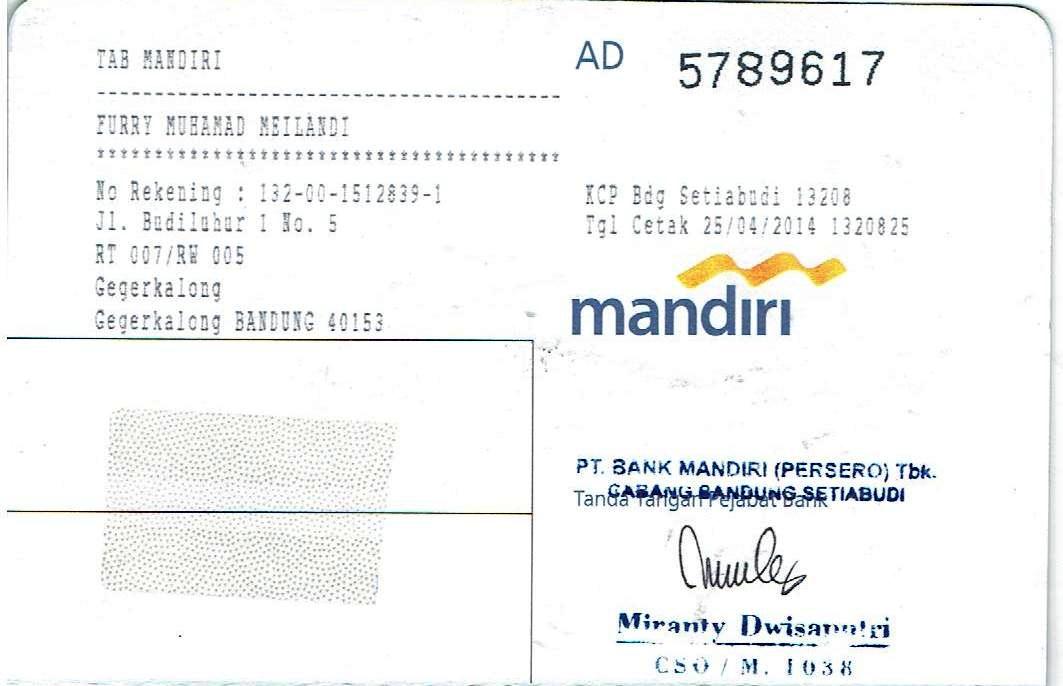 TAB MANDIRI
FURRY MUHAMAD MEILANDI
No Rekening : 132-00-1512839-1
Jl. Budiluhur I No. 5
RT 007/RW 005
Gegerkalong
Gegerkalong BANDUNG 40153
AD 5789617
KCP Bdg Setiabudi 13208
Tgl Cetak 25/04/2014 1320825
mandiri
PT. BANK MANDIRI (PERSERO) Tbk.
CABANG BANDUNG SETIABUDI
Tanda Tangan Pejabat Bank
Miranty Dwisaputri
CSO / M. 1038